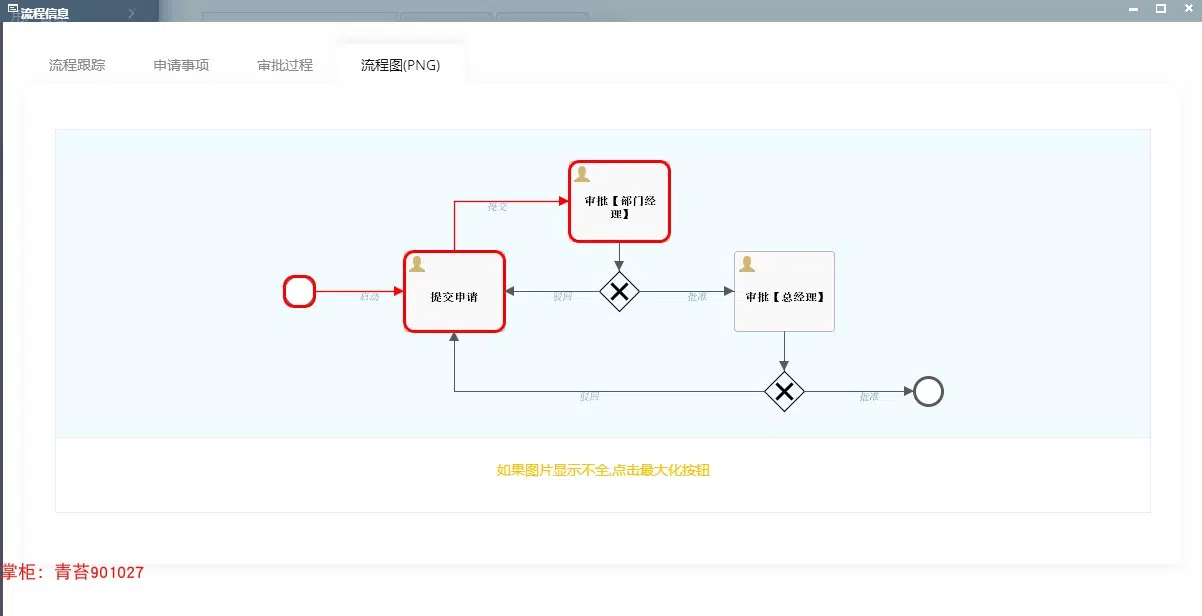 流程信息
流程跟踪
申请事项
审批过程
流程图(PNG)
审批【部门经
理】
提交
启动
提交申请
驳回
批准
审批【总经理】
驳回
批准
如果图片显示不全,点击最大化按钮
掌柜：青苔901027